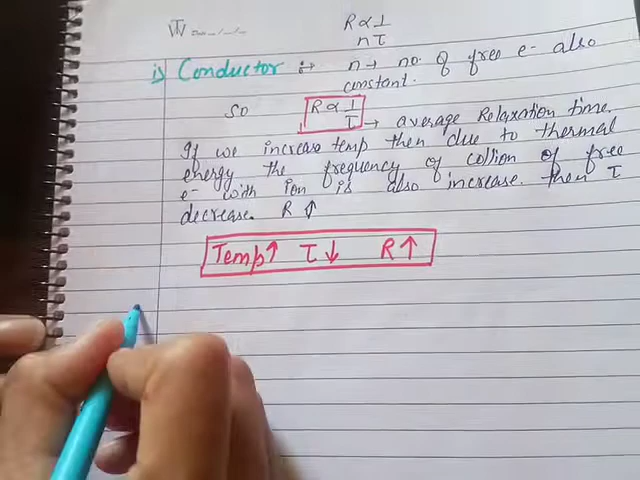 R ∝ 1
nτ
i) Conductor :→ n → no. of free e- also
constant.
so R ∝ 1/τ → average Relaxation time
If we increase temp then due to thermal
energy the frequency of collion of free
e- with ion is also increase. then τ
decrease. R ↑
Temp↑ τ↓ R↑